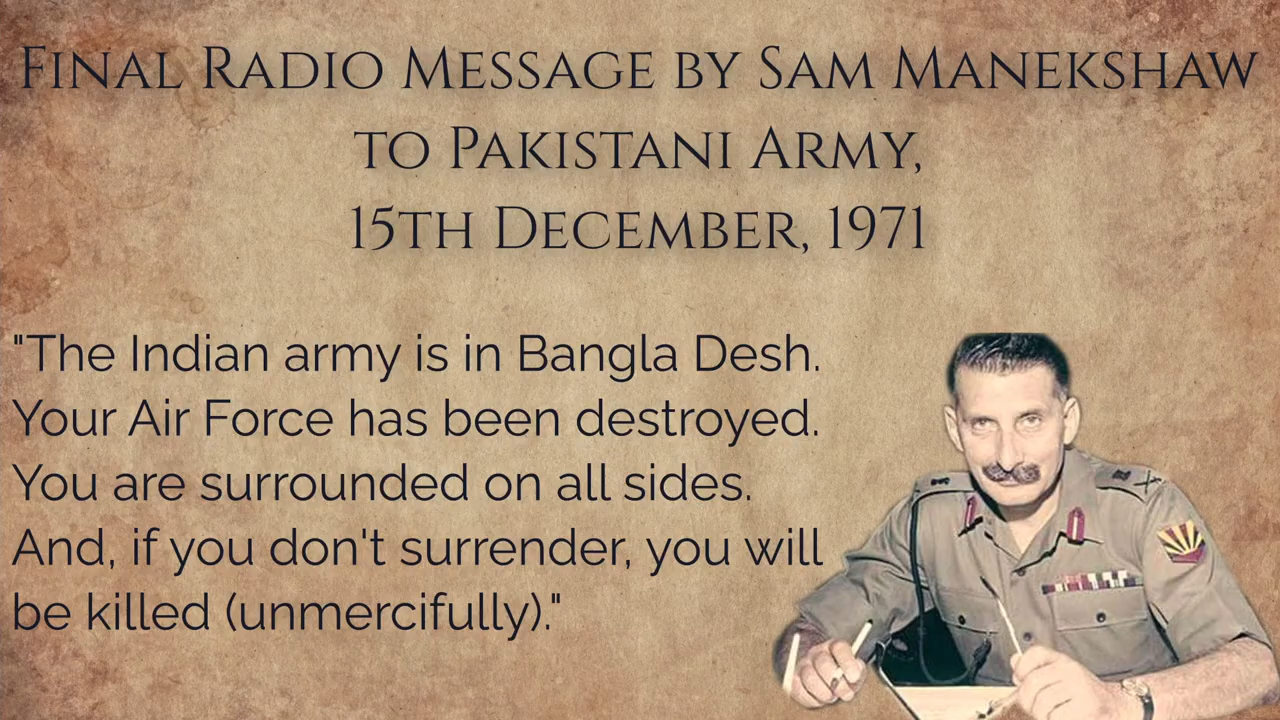 Final Radio Message by Sam Manekshaw
to Pakistani Army,
15th December, 1971
"The Indian army is in Bangla Desh.
Your Air Force has been destroyed.
You are surrounded on all sides.
And, if you don't surrender, you will
be killed (unmercifully)."